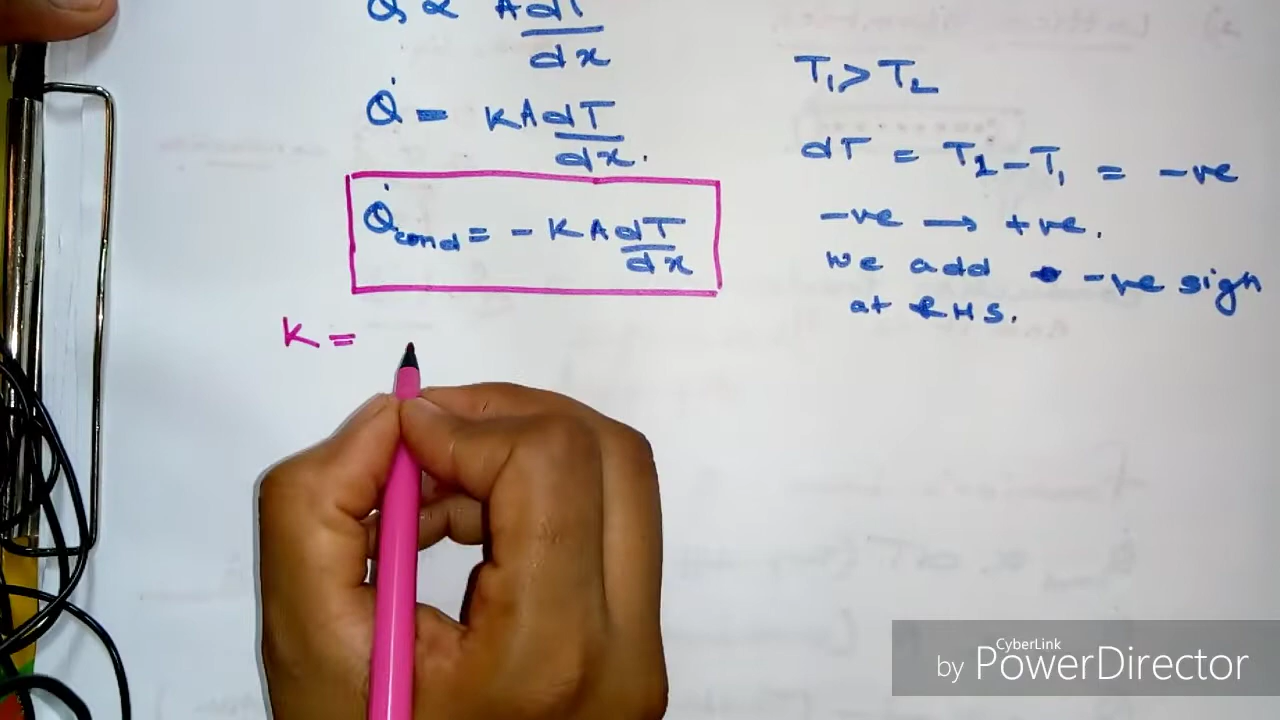 Q̇ ∝ A dT/dx
Q̇ = KA dT/dx.
Q̇cond = - KA dT/dx
K =
T₁ > T₂
dT = T₂ - T₁ = -ve
-ve → +ve.
we add -ve sign
at RHS.
CyberLink
by PowerDirector